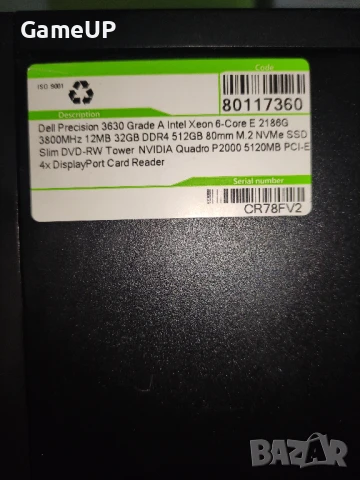 GameUP
ISO 9001
Code
80117360
Dell Precision 3630 Grade A Intel Xeon 6-Core E 2186G
3800MHz 12MB 32GB DDR4 512GB 80mm M.2 NVMe SSD
Slim DVD-RW Tower NVIDIA Quadro P2000 5120MB PCI-E
4x DisplayPort Card Reader
Serial number
CR78FV2
BAZAR